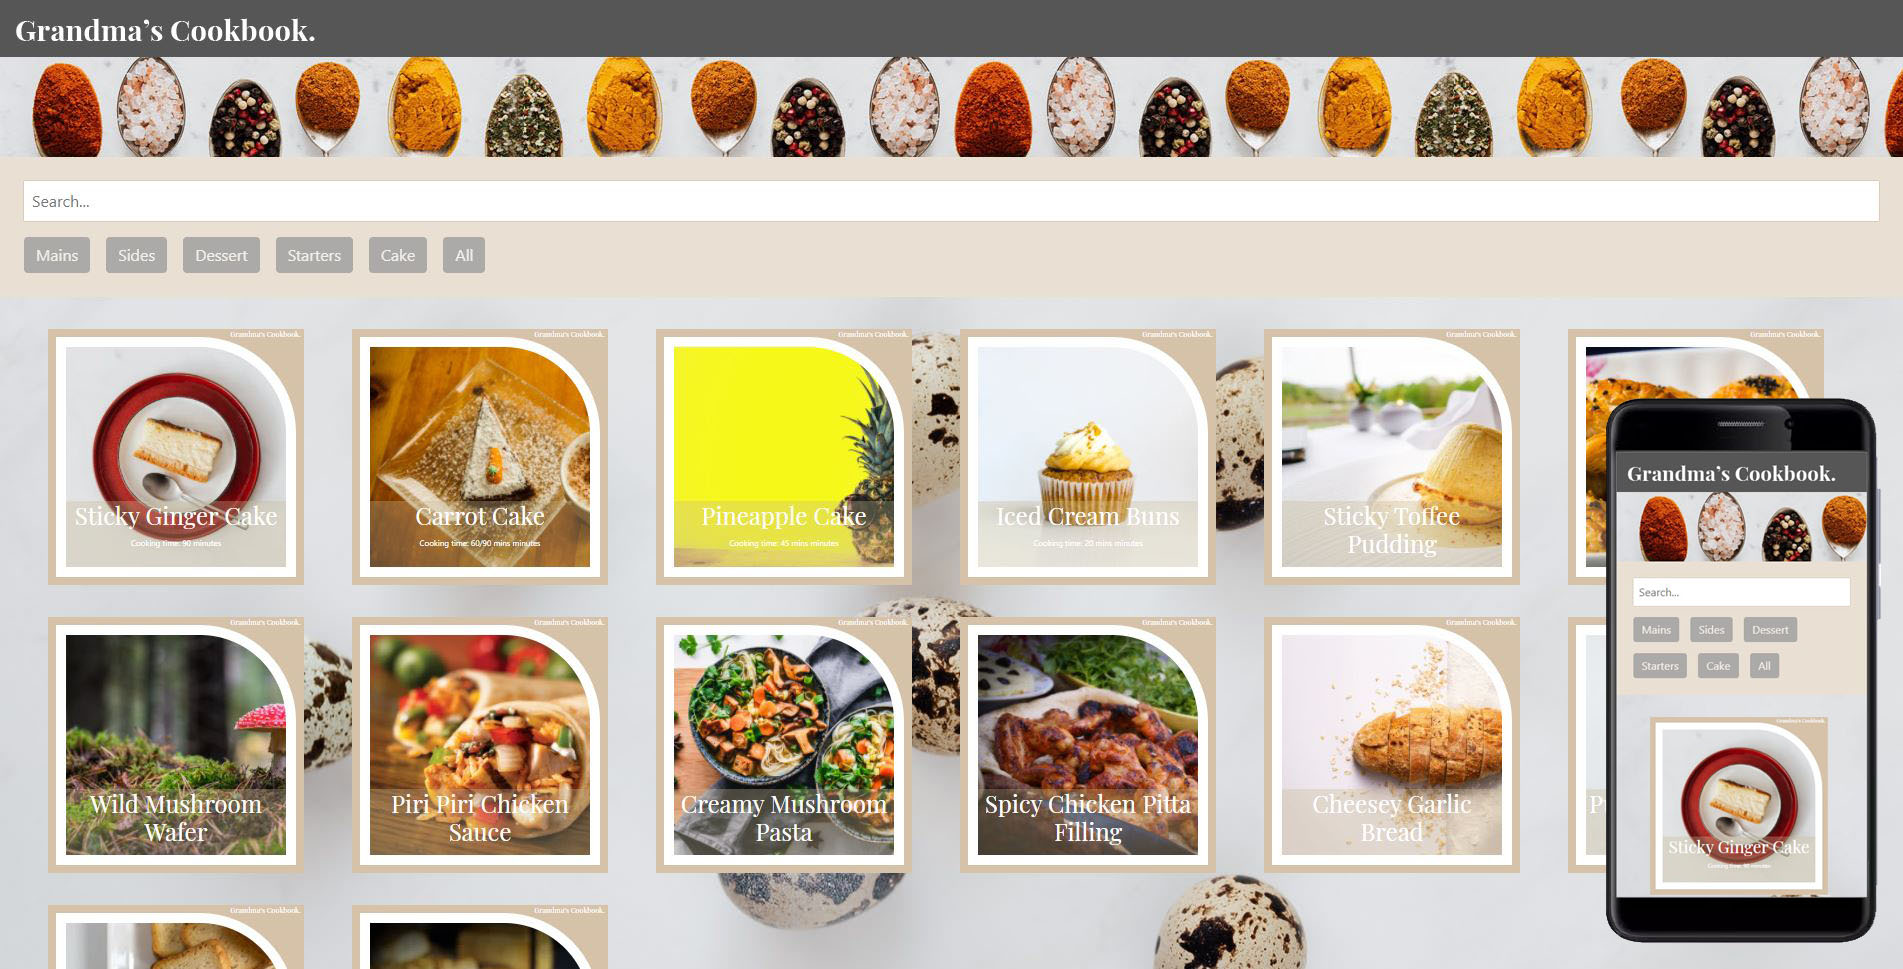 Grandma’s Cookbook.
Search...
Mains Sides Dessert Starters Cake All
Grandma's Cookbook.
Sticky Ginger Cake
Cooking time: 90 minutes
Grandma's Cookbook.
Carrot Cake
Cooking time: 60/90 mins minutes
Grandma's Cookbook.
Pineapple Cake
Cooking time: 45 mins minutes
Grandma's Cookbook.
Iced Cream Buns
Cooking time: 20 mins minutes
Grandma's Cookbook.
Sticky Toffee
Pudding
Grandma's Cookbook.
Grandma's Cookbook.
Wild Mushroom
Wafer
Grandma's Cookbook.
Piri Piri Chicken
Sauce
Grandma's Cookbook.
Creamy Mushroom
Pasta
Grandma's Cookbook.
Spicy Chicken Pitta
Filling
Grandma's Cookbook.
Cheesey Garlic
Bread
Grandma's Cookbook.
Grandma's Cookbook.
Grandma’s Cookbook.
Search...
Mains Sides Dessert
Starters Cake All
Grandma's Cookbook.
Sticky Ginger Cake
Cooking time: 90 minutes